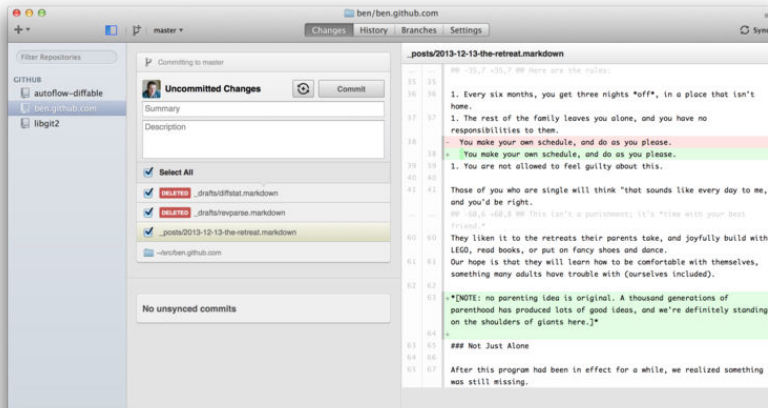 ben/ben.github.com
master
Changes
History
Branches
Settings
Sync
Filter Repositories
GITHUB
autoflow-diffable
ben.github.com
libgit2
Committing to master
Uncommitted Changes
Commit
Summary
Description
Select All
DELETED _drafts/diffstat.markdown
DELETED _drafts/revparse.markdown
_posts/2013-12-13-the-retreat.markdown
~/src/ben.github.com
No unsynced commits
_posts/2013-12-13-the-retreat.markdown
... ... @@ -35,7 +35,7 @@ Here are the rules:
35 35
36 36 1. Every six months, you get three nights *off*, in a place that isn't
home.
37 37 1. The rest of the family leaves you alone, and you have no
responsibilities to them.
38 - You make your own schedule, and do as you please.
38 + You make your own schedule, and do as you please.
39 39 1. You are not allowed to feel guilty about this.
40 40
41 41 Those of you who are single will think "that sounds like every day to me,
and you'd be right.
... ... @@ -60,6 +60,8 @@ This isn't a punishment; it's *time with your best
friend.*
60 60 They liken it to the retreats their parents take, and joyfully build with
LEGO, read books, or put on fancy shoes and dance.
61 61 Our hope is that they will learn how to be comfortable with themselves,
something many adults have trouble with (ourselves included).
62 62
63 +*[NOTE: no parenting idea is original. A thousand generations of
parenthood has produced lots of good ideas, and we're definitely standing
on the shoulders of giants here.]*
64 +
63 65 ### Not Just Alone
64 66
65 67 After this program had been in effect for a while, we realized something
was still missing.